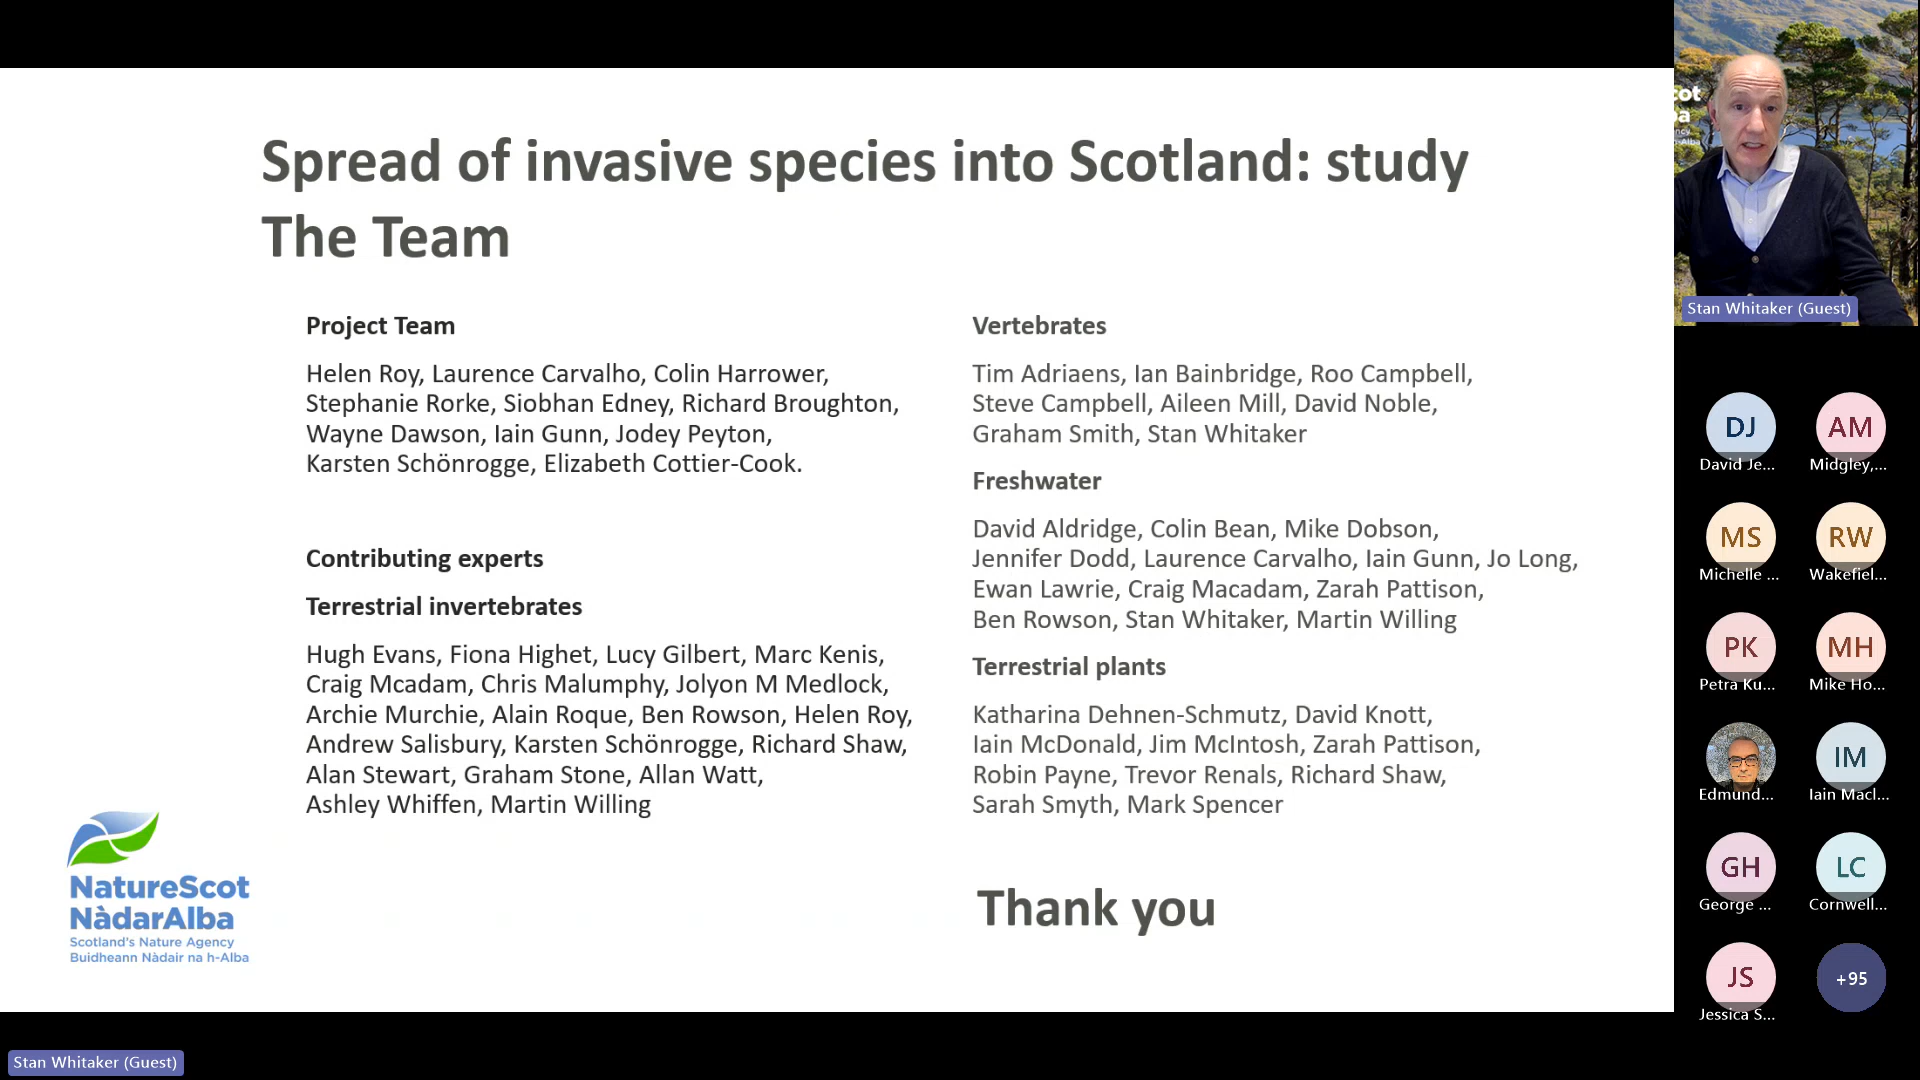 Spread of invasive species into Scotland: study
The Team
Project Team
Helen Roy, Laurence Carvalho, Colin Harrower,
Stephanie Rorke, Siobhan Edney, Richard Broughton,
Wayne Dawson, Iain Gunn, Jodey Peyton,
Karsten Schönrogge, Elizabeth Cottier-Cook.
Contributing experts
Terrestrial invertebrates
Hugh Evans, Fiona Highet, Lucy Gilbert, Marc Kenis,
Craig Mcadam, Chris Malumphy, Jolyon M Medlock,
Archie Murchie, Alain Roque, Ben Rowson, Helen Roy,
Andrew Salisbury, Karsten Schönrogge, Richard Shaw,
Alan Stewart, Graham Stone, Allan Watt,
Ashley Whiffen, Martin Willing
Vertebrates
Tim Adriaens, Ian Bainbridge, Roo Campbell,
Steve Campbell, Aileen Mill, David Noble,
Graham Smith, Stan Whitaker
Freshwater
David Aldridge, Colin Bean, Mike Dobson,
Jennifer Dodd, Laurence Carvalho, Iain Gunn, Jo Long,
Ewan Lawrie, Craig Macadam, Zarah Pattison,
Ben Rowson, Stan Whitaker, Martin Willing
Terrestrial plants
Katharina Dehnen-Schmutz, David Knott,
Iain McDonald, Jim McIntosh, Zarah Pattison,
Robin Payne, Trevor Renals, Richard Shaw,
Sarah Smyth, Mark Spencer
Thank you
NatureScot
NàdarAlba
Scotland's Nature Agency
Buidheann Nàdair na h-Alba
Stan Whitaker (Guest)
cot
ba
ncy
-Alba
Stan Whitaker (Guest)
DJ
David Je...
AM
Midgley,...
MS
Michelle ...
RW
Wakefiel...
PK
Petra Ku...
MH
Mike Ho...
Edmund...
IM
Iain Macl...
GH
George ...
LC
Cornwell...
JS
Jessica S...
+95